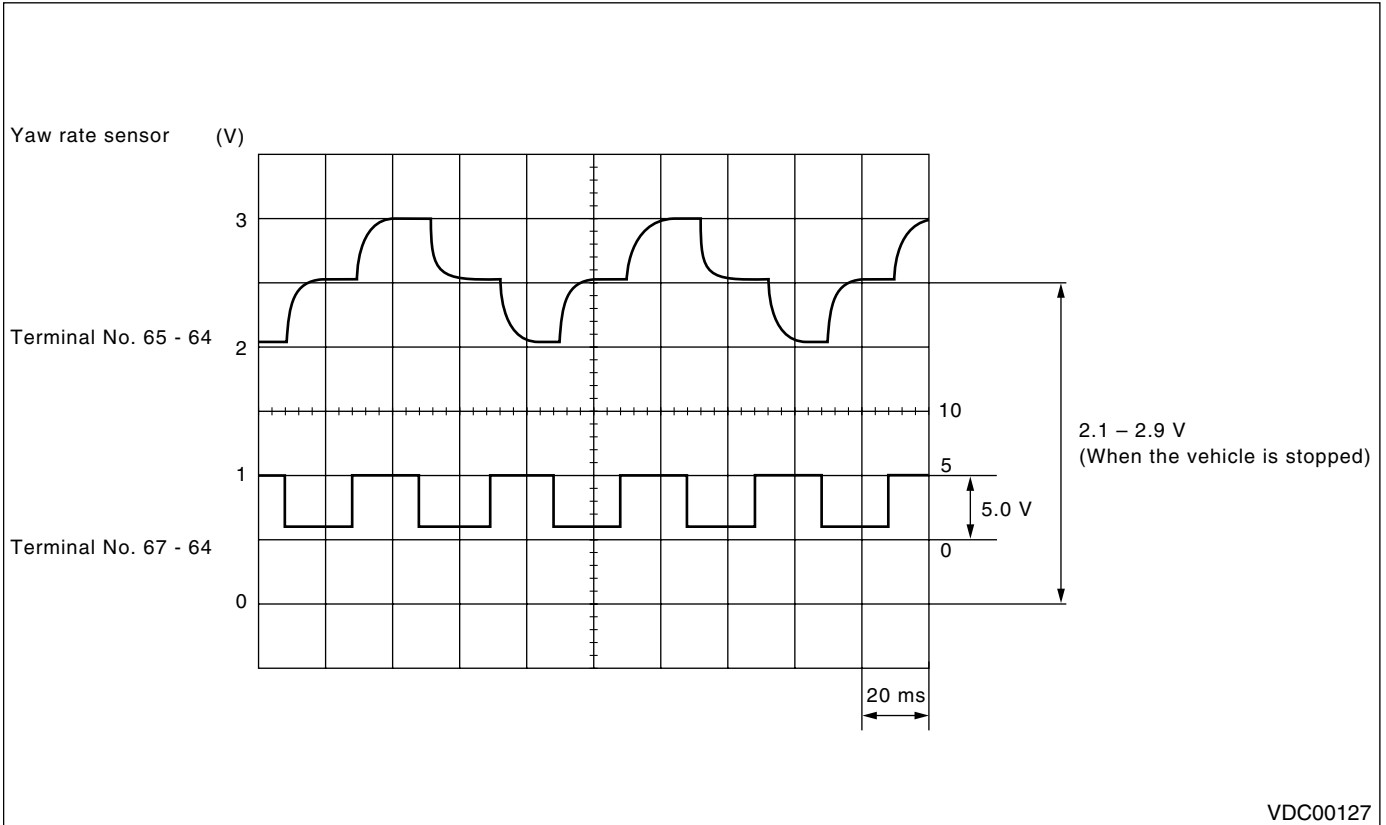 Yaw rate sensor (V)
3
Terminal No. 65 - 64
2
10
2.1 – 2.9 V
(When the vehicle is stopped)
1
5
5.0 V
Terminal No. 67 - 64
0
0
20 ms
VDC00127